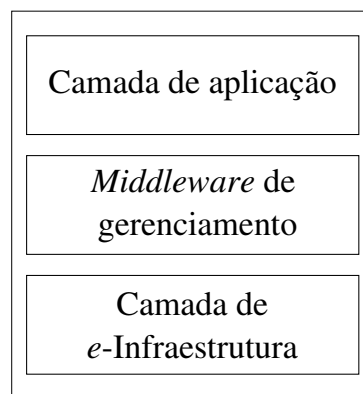 Camada de aplicação
Middleware de
gerenciamento
Camada de
e-Infraestrutura